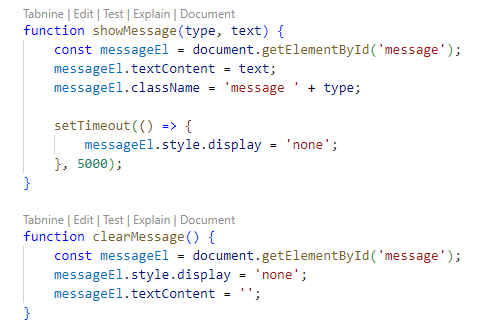 Tabnine | Edit | Test | Explain | Document
function showMessage(type, text) {
    const messageEl = document.getElementById('message');
    messageEl.textContent = text;
    messageEl.className = 'message ' + type;

    setTimeout(() => {
        messageEl.style.display = 'none';
    }, 5000);
}

Tabnine | Edit | Test | Explain | Document
function clearMessage() {
    const messageEl = document.getElementById('message');
    messageEl.style.display = 'none';
    messageEl.textContent = '';
}